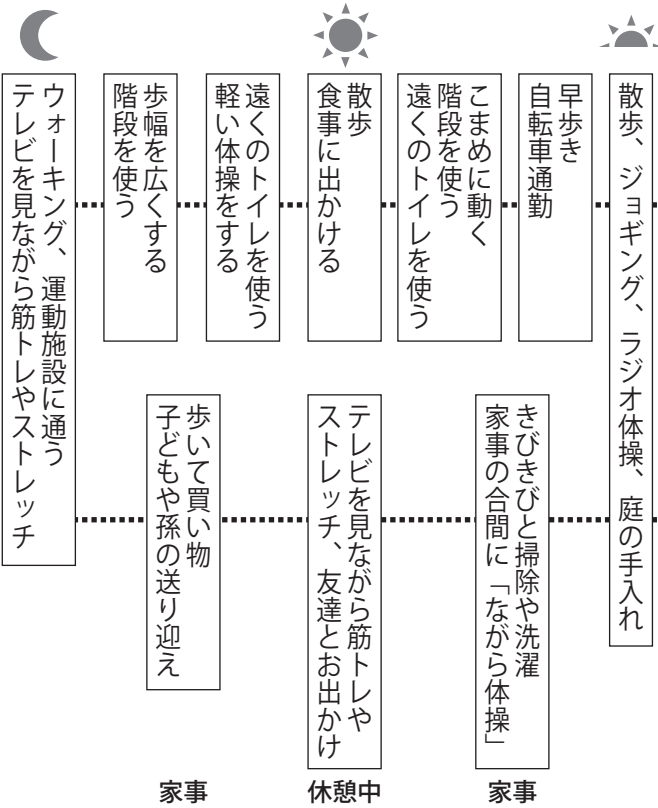 散歩、ジョギング、ラジオ体操、庭の手入れ
早歩き
自転車通勤
こまめに動く
階段を使う
遠くのトイレを使う
散歩
食事に出かける
遠くのトイレを使う
軽い体操をする
歩幅を広くする
階段を使う
きびきびと掃除や洗濯
家事の合間に「ながら体操」
家事
テレビを見ながら筋トレや
ストレッチ、友達とお出かけ
休憩中
歩いて買い物
子どもや孫の送り迎え
家事
ウォーキング、運動施設に通う
テレビを見ながら筋トレやストレッチ